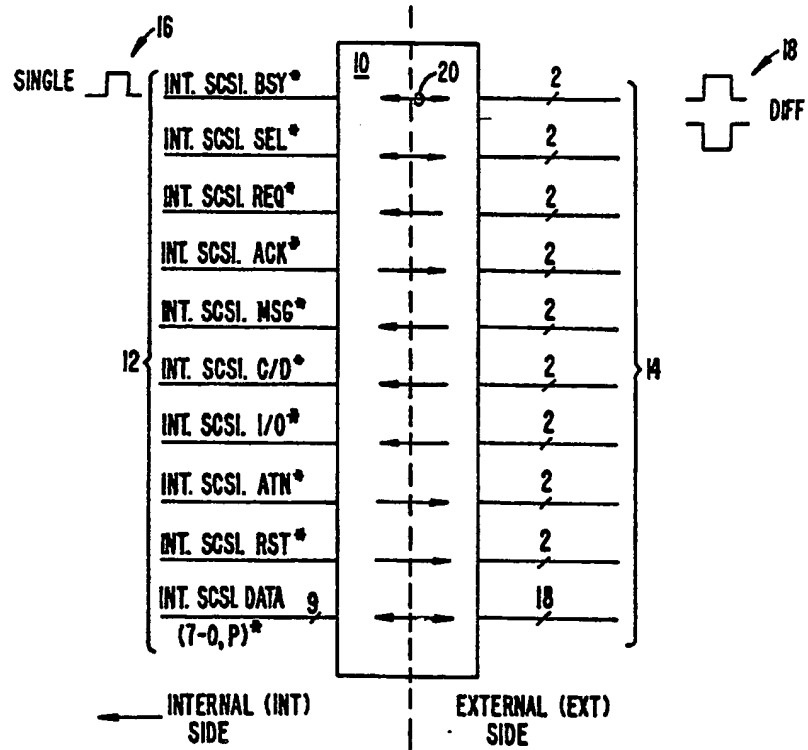 16
SINGLE
10
20
18
DIFF
INT. SCSI. BSY* 2
INT. SCSI. SEL* 2
INT. SCSI. REQ* 2
INT. SCSI. ACK* 2
INT. SCSI. MSG* 2
12
INT. SCSI. C/D* 2
14
INT. SCSI. I/O* 2
INT. SCSI. ATN* 2
INT. SCSI. RST* 2
INT. SCSI. DATA 9 18
(7-0, P)*
INTERNAL (INT)
SIDE
EXTERNAL (EXT)
SIDE